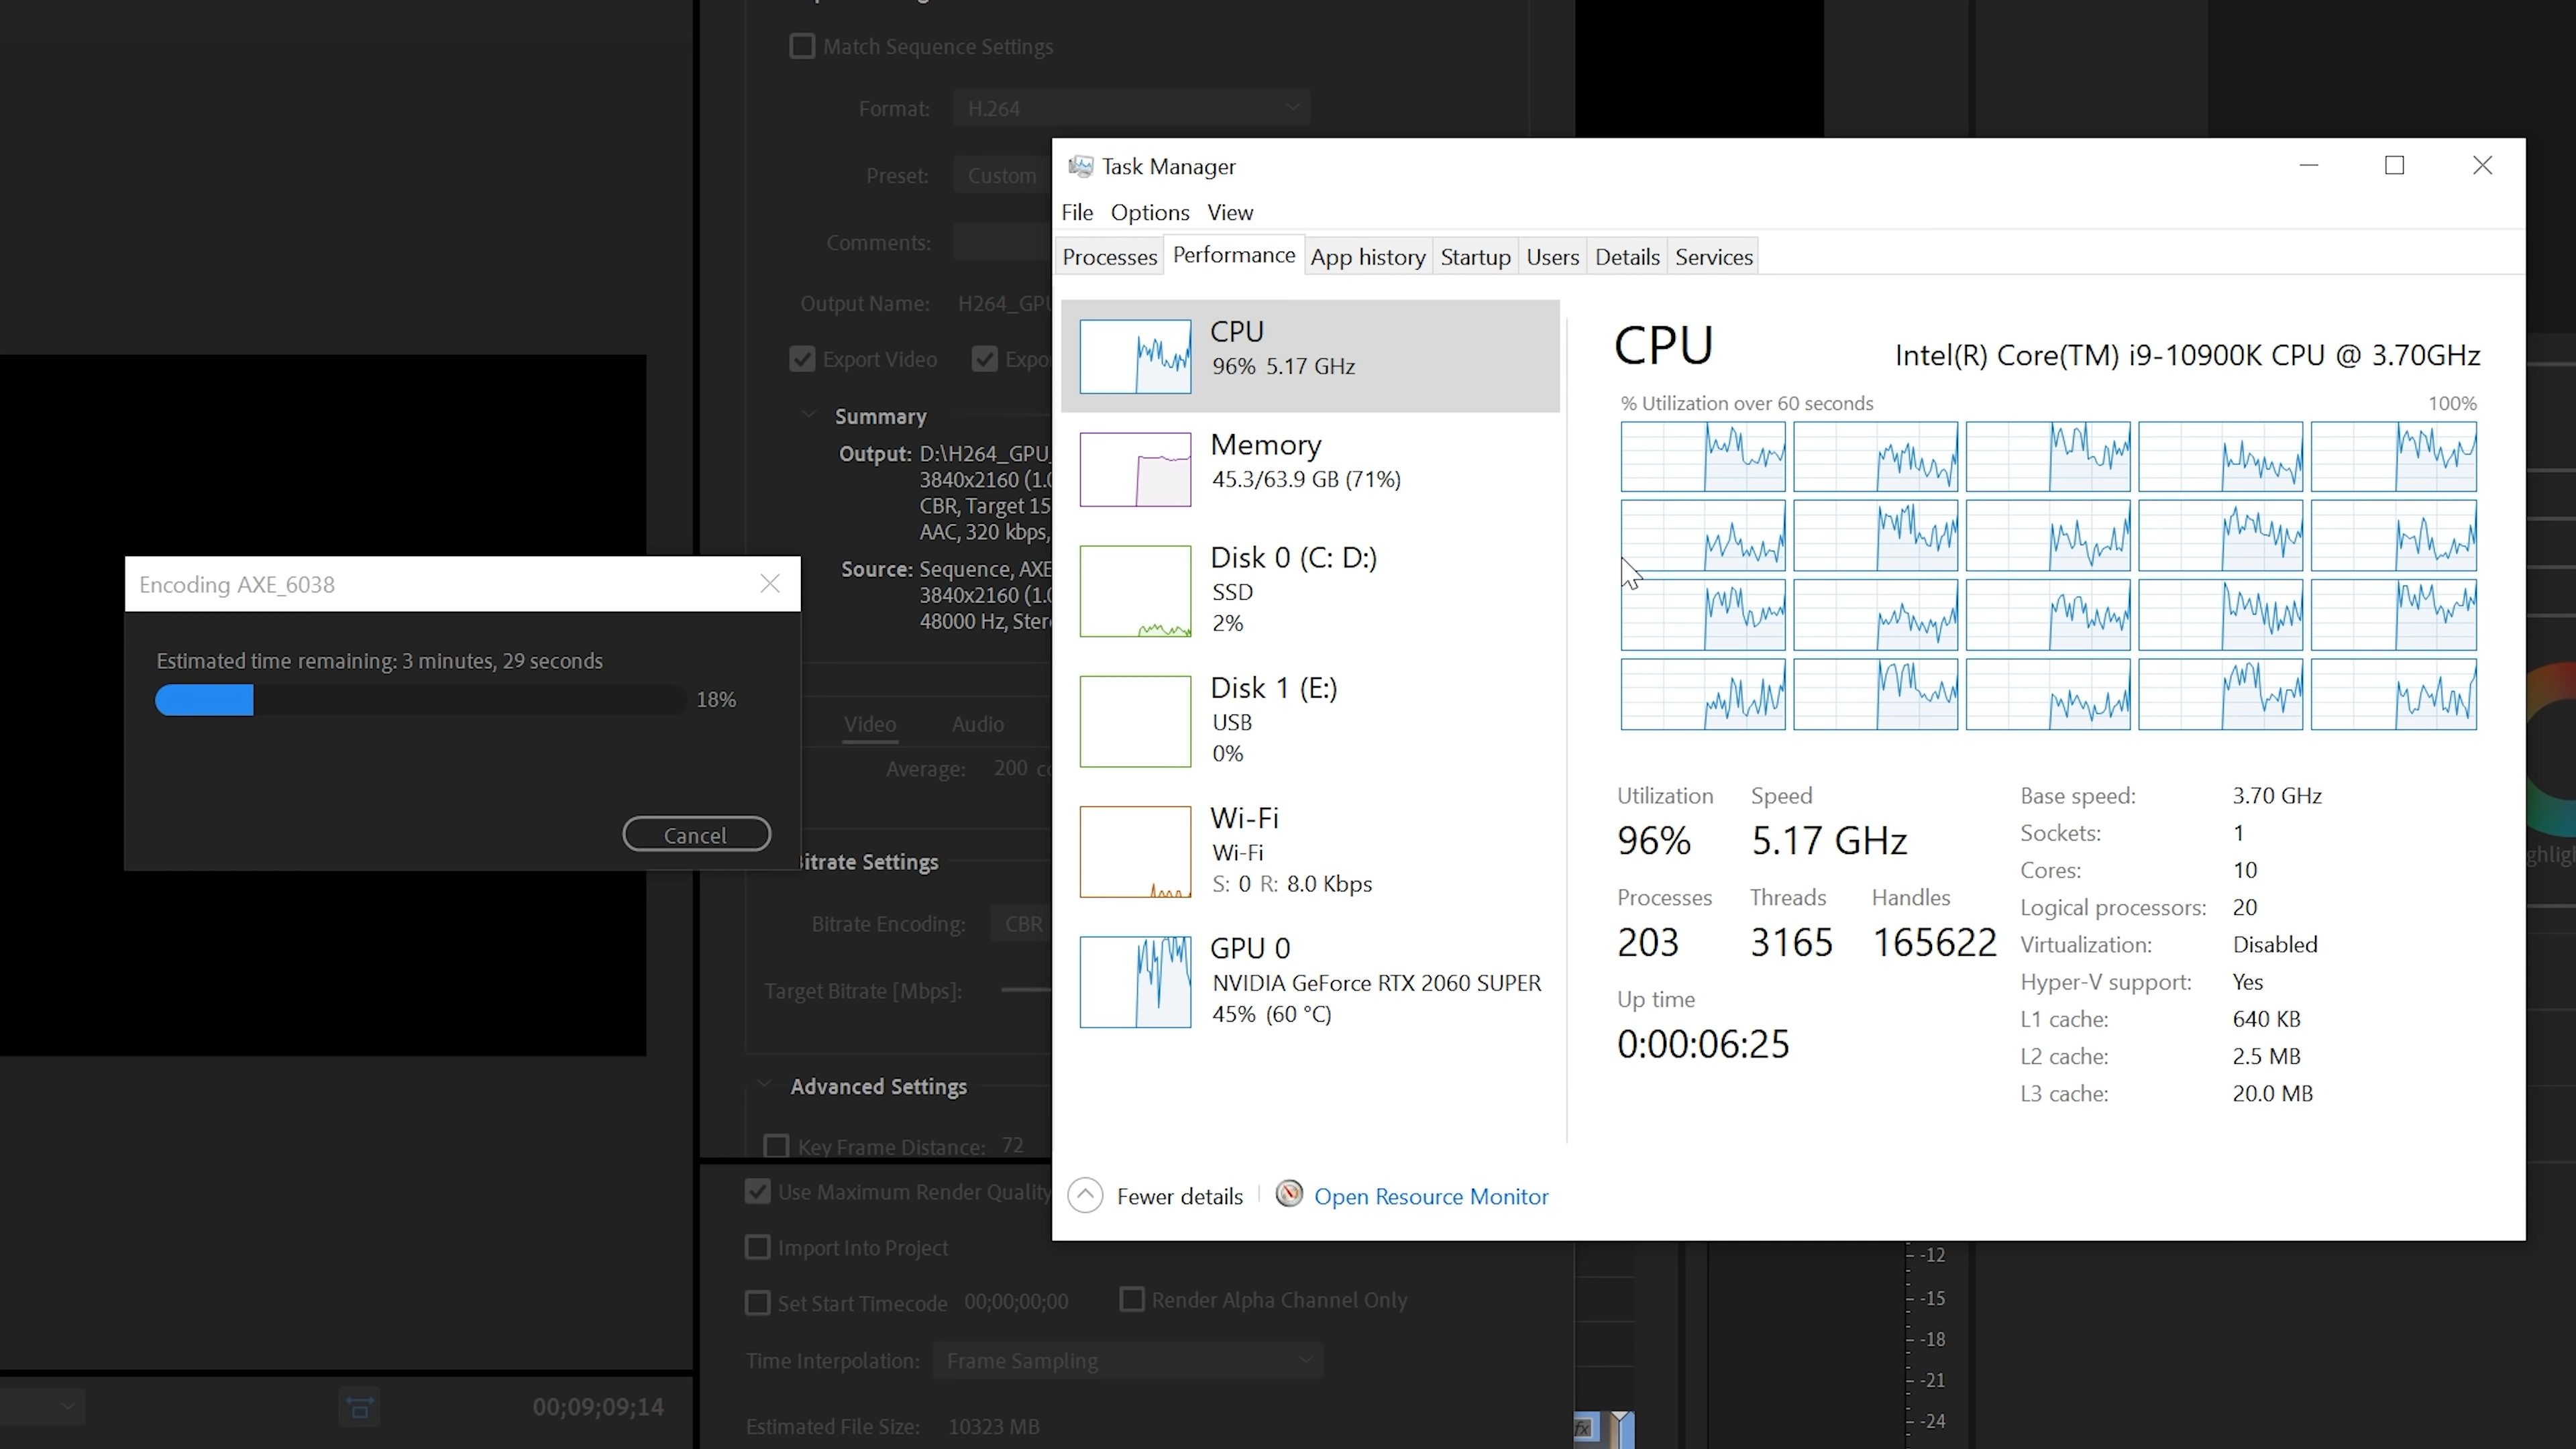 Match Sequence Settings
Format: H.264
Preset: Custom
Comments:
Output Name: H264_GPU
Export Video
Summary
Output: D:\H264_GPU_
3840x2160 (1.0
CBR, Target 15
AAC, 320 kbps,
Source: Sequence, AXE
3840x2160 (1.0
48000 Hz, Ster
Video Audio
Average: 200
Bitrate Settings
Bitrate Encoding: CBR
Target Bitrate [Mbps]:
Advanced Settings
Key Frame Distance: 72
Use Maximum Render Quality
Import Into Project
Set Start Timecode 00;00;00;00 Render Alpha Channel Only
Time Interpolation: Frame Sampling
Estimated File Size: 10323 MB
00;09;09;14
Encoding AXE_6038
Estimated time remaining: 3 minutes, 29 seconds
18%
Cancel
Task Manager
File Options View
Processes Performance App history Startup Users Details Services
CPU
96% 5.17 GHz
Memory
45.3/63.9 GB (71%)
Disk 0 (C: D:)
SSD
2%
Disk 1 (E:)
USB
0%
Wi-Fi
Wi-Fi
S: 0 R: 8.0 Kbps
GPU 0
NVIDIA GeForce RTX 2060 SUPER
45% (60 °C)
CPU Intel(R) Core(TM) i9-10900K CPU @ 3.70GHz
% Utilization over 60 seconds 100%
Utilization Speed
96% 5.17 GHz
Processes Threads Handles
203 3165 165622
Up time
0:00:06:25
Base speed: 3.70 GHz
Sockets: 1
Cores: 10
Logical processors: 20
Virtualization: Disabled
Hyper-V support: Yes
L1 cache: 640 KB
L2 cache: 2.5 MB
L3 cache: 20.0 MB
Fewer details Open Resource Monitor
-12
-15
-18
-21
-24
fx